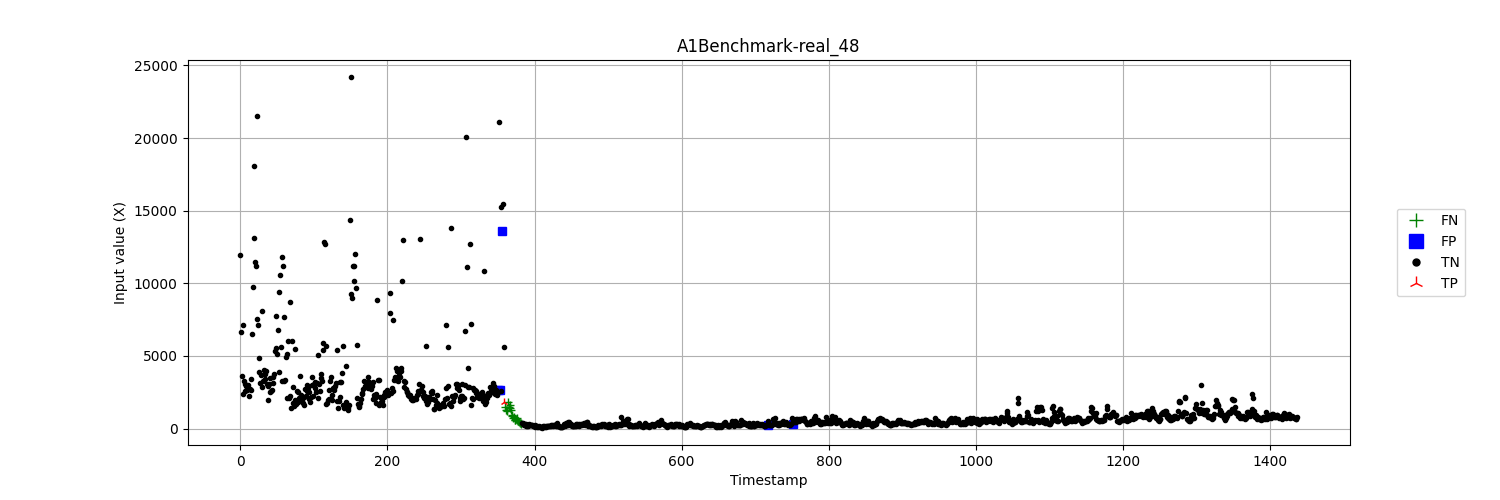 A1Benchmark-real_48
25000
20000
15000
10000
5000
0
Input value (X)
0 200 400 600 800 1000 1200 1400
Timestamp
FN
FP
TN
TP